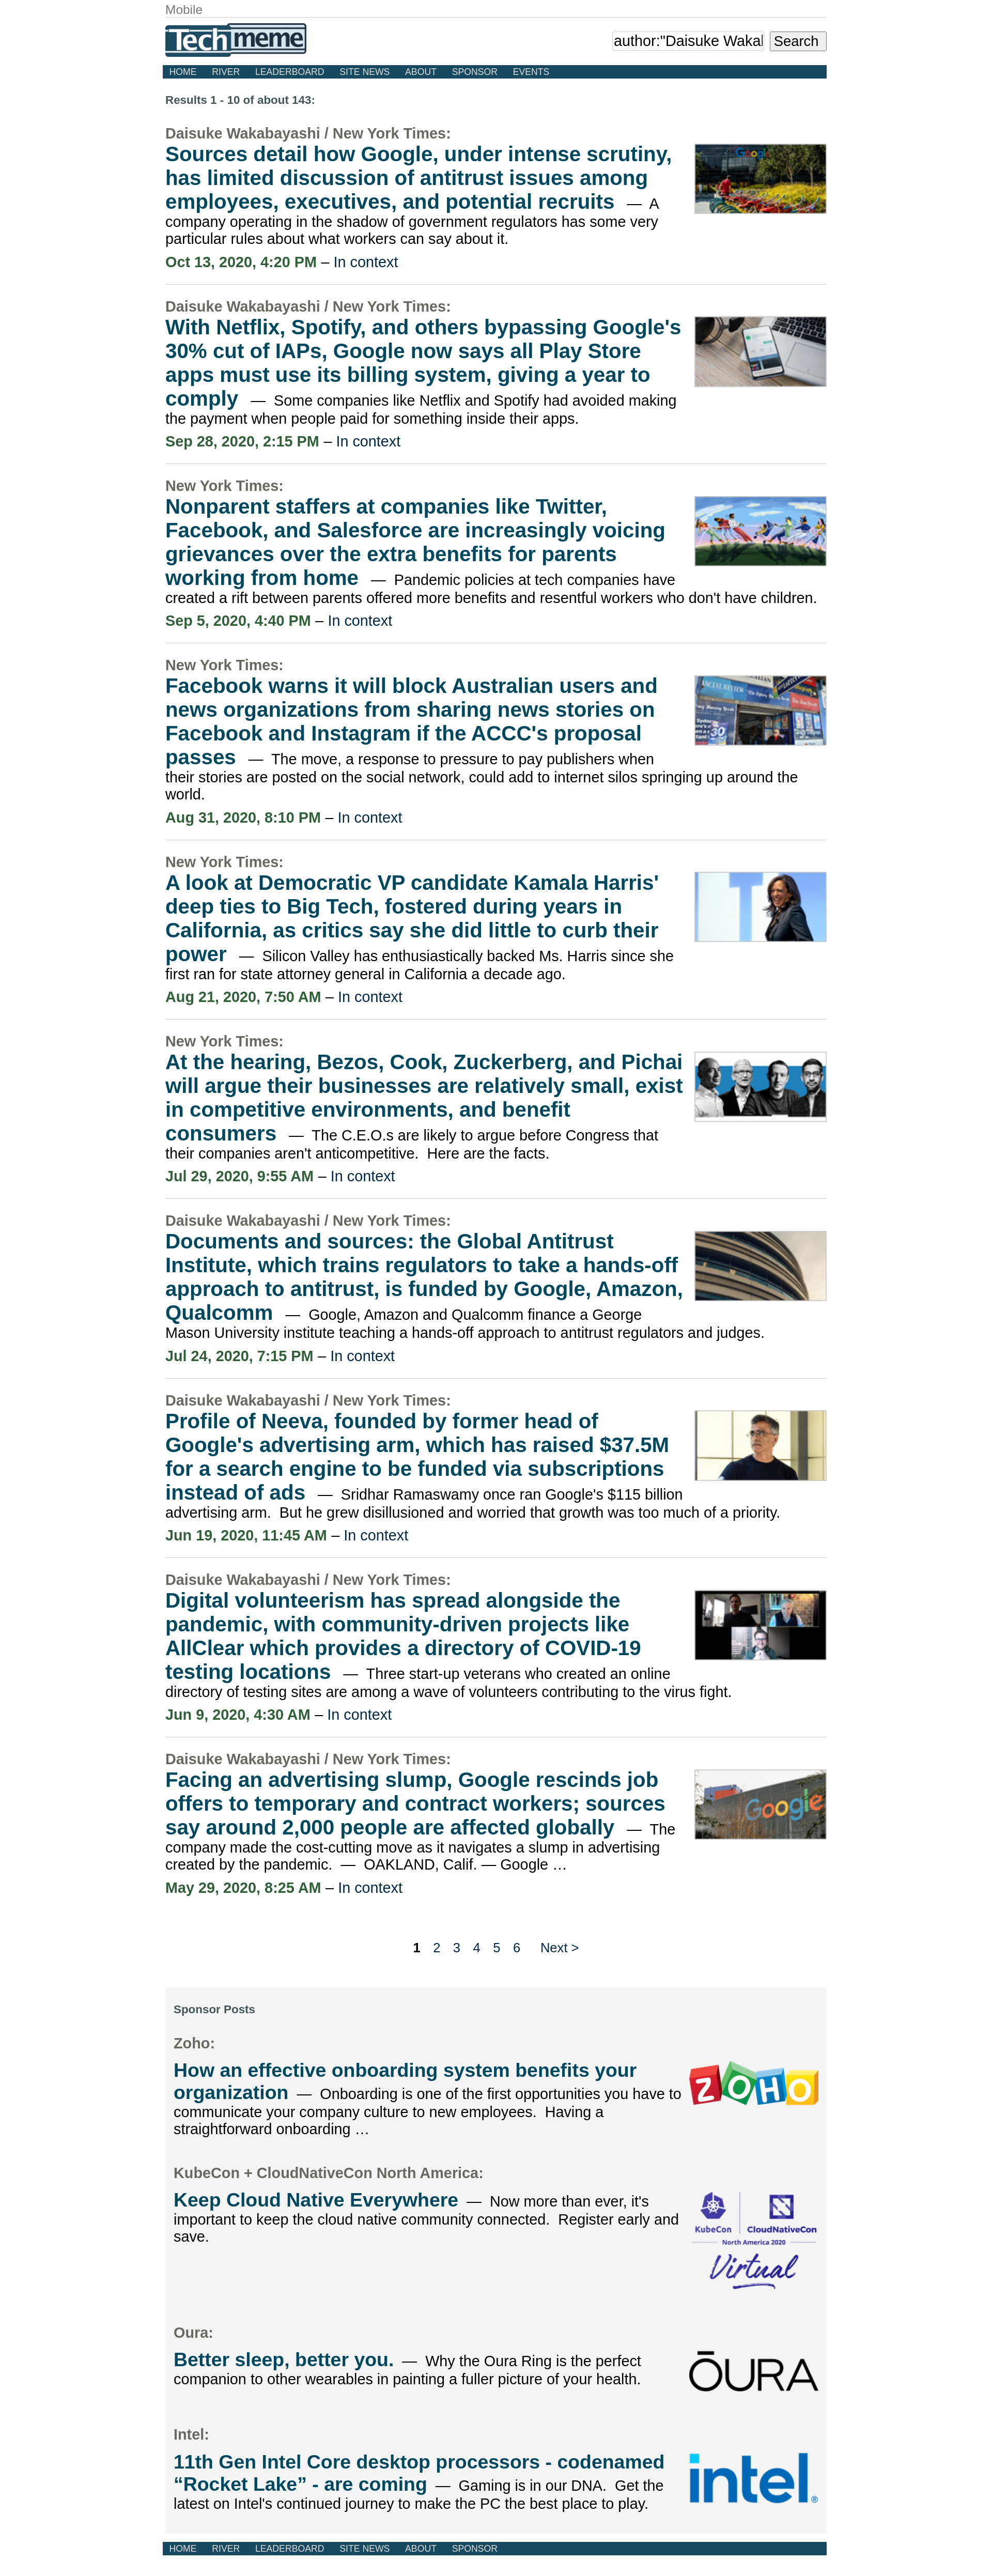 Mobile
Techmeme
author:"Daisuke Wakal
Search
HOME RIVER LEADERBOARD SITE NEWS ABOUT SPONSOR EVENTS
Results 1 - 10 of about 143:
Daisuke Wakabayashi / New York Times:
Sources detail how Google, under intense scrutiny,
has limited discussion of antitrust issues among
employees, executives, and potential recruits — A
company operating in the shadow of government regulators has some very
particular rules about what workers can say about it.
Oct 13, 2020, 4:20 PM – In context
Daisuke Wakabayashi / New York Times:
With Netflix, Spotify, and others bypassing Google's
30% cut of IAPs, Google now says all Play Store
apps must use its billing system, giving a year to
comply — Some companies like Netflix and Spotify had avoided making
the payment when people paid for something inside their apps.
Sep 28, 2020, 2:15 PM – In context
New York Times:
Nonparent staffers at companies like Twitter,
Facebook, and Salesforce are increasingly voicing
grievances over the extra benefits for parents
working from home — Pandemic policies at tech companies have
created a rift between parents offered more benefits and resentful workers who don't have children.
Sep 5, 2020, 4:40 PM – In context
New York Times:
Facebook warns it will block Australian users and
news organizations from sharing news stories on
Facebook and Instagram if the ACCC's proposal
passes — The move, a response to pressure to pay publishers when
their stories are posted on the social network, could add to internet silos springing up around the
world.
Aug 31, 2020, 8:10 PM – In context
New York Times:
A look at Democratic VP candidate Kamala Harris'
deep ties to Big Tech, fostered during years in
California, as critics say she did little to curb their
power — Silicon Valley has enthusiastically backed Ms. Harris since she
first ran for state attorney general in California a decade ago.
Aug 21, 2020, 7:50 AM – In context
New York Times:
At the hearing, Bezos, Cook, Zuckerberg, and Pichai
will argue their businesses are relatively small, exist
in competitive environments, and benefit
consumers — The C.E.O.s are likely to argue before Congress that
their companies aren't anticompetitive. Here are the facts.
Jul 29, 2020, 9:55 AM – In context
Daisuke Wakabayashi / New York Times:
Documents and sources: the Global Antitrust
Institute, which trains regulators to take a hands-off
approach to antitrust, is funded by Google, Amazon,
Qualcomm — Google, Amazon and Qualcomm finance a George
Mason University institute teaching a hands-off approach to antitrust regulators and judges.
Jul 24, 2020, 7:15 PM – In context
Daisuke Wakabayashi / New York Times:
Profile of Neeva, founded by former head of
Google's advertising arm, which has raised $37.5M
for a search engine to be funded via subscriptions
instead of ads — Sridhar Ramaswamy once ran Google's $115 billion
advertising arm. But he grew disillusioned and worried that growth was too much of a priority.
Jun 19, 2020, 11:45 AM – In context
Daisuke Wakabayashi / New York Times:
Digital volunteerism has spread alongside the
pandemic, with community-driven projects like
AllClear which provides a directory of COVID-19
testing locations — Three start-up veterans who created an online
directory of testing sites are among a wave of volunteers contributing to the virus fight.
Jun 9, 2020, 4:30 AM – In context
Daisuke Wakabayashi / New York Times:
Facing an advertising slump, Google rescinds job
offers to temporary and contract workers; sources
say around 2,000 people are affected globally — The
company made the cost-cutting move as it navigates a slump in advertising
created by the pandemic. — OAKLAND, Calif. — Google …
Google
May 29, 2020, 8:25 AM – In context
1 2 3 4 5 6 Next >
Sponsor Posts
Zoho:
How an effective onboarding system benefits your
organization — Onboarding is one of the first opportunities you have to
communicate your company culture to new employees. Having a
straightforward onboarding …
ZOHO
KubeCon + CloudNativeCon North America:
Keep Cloud Native Everywhere — Now more than ever, it's
important to keep the cloud native community connected. Register early and
save.
KubeCon CloudNativeCon
North America 2020
Virtual
Oura:
Better sleep, better you. — Why the Oura Ring is the perfect
companion to other wearables in painting a fuller picture of your health.
ŌURA
Intel:
11th Gen Intel Core desktop processors - codenamed
“Rocket Lake” - are coming — Gaming is in our DNA. Get the
latest on Intel's continued journey to make the PC the best place to play.
intel®
HOME RIVER LEADERBOARD SITE NEWS ABOUT SPONSOR